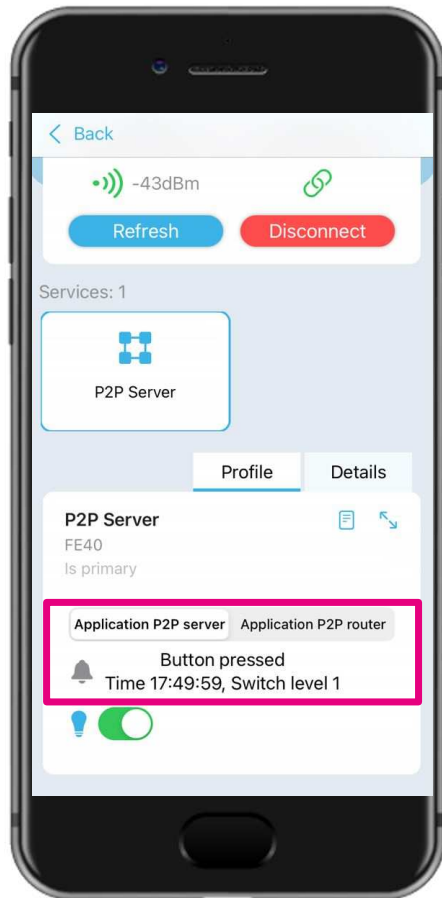 Back
-43dBm
Refresh Disconnect
Services: 1
P2P Server
Profile Details
P2P Server
FE40
Is primary
Application P2P server Application P2P router
Button pressed
Time 17:49:59, Switch level 1